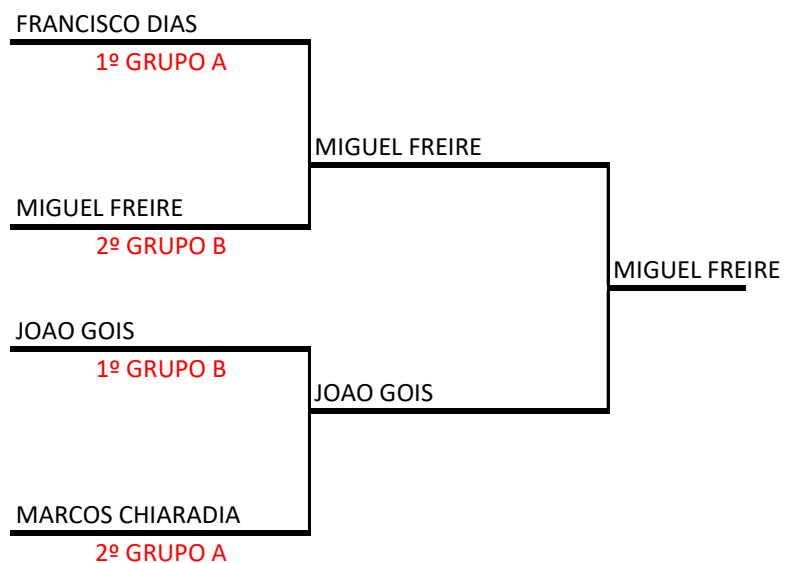 FRANCISCO DIAS
1º GRUPO A
MIGUEL FREIRE
MIGUEL FREIRE
2º GRUPO B
MIGUEL FREIRE
JOAO GOIS
1º GRUPO B
JOAO GOIS
MARCOS CHIARADIA
2º GRUPO A